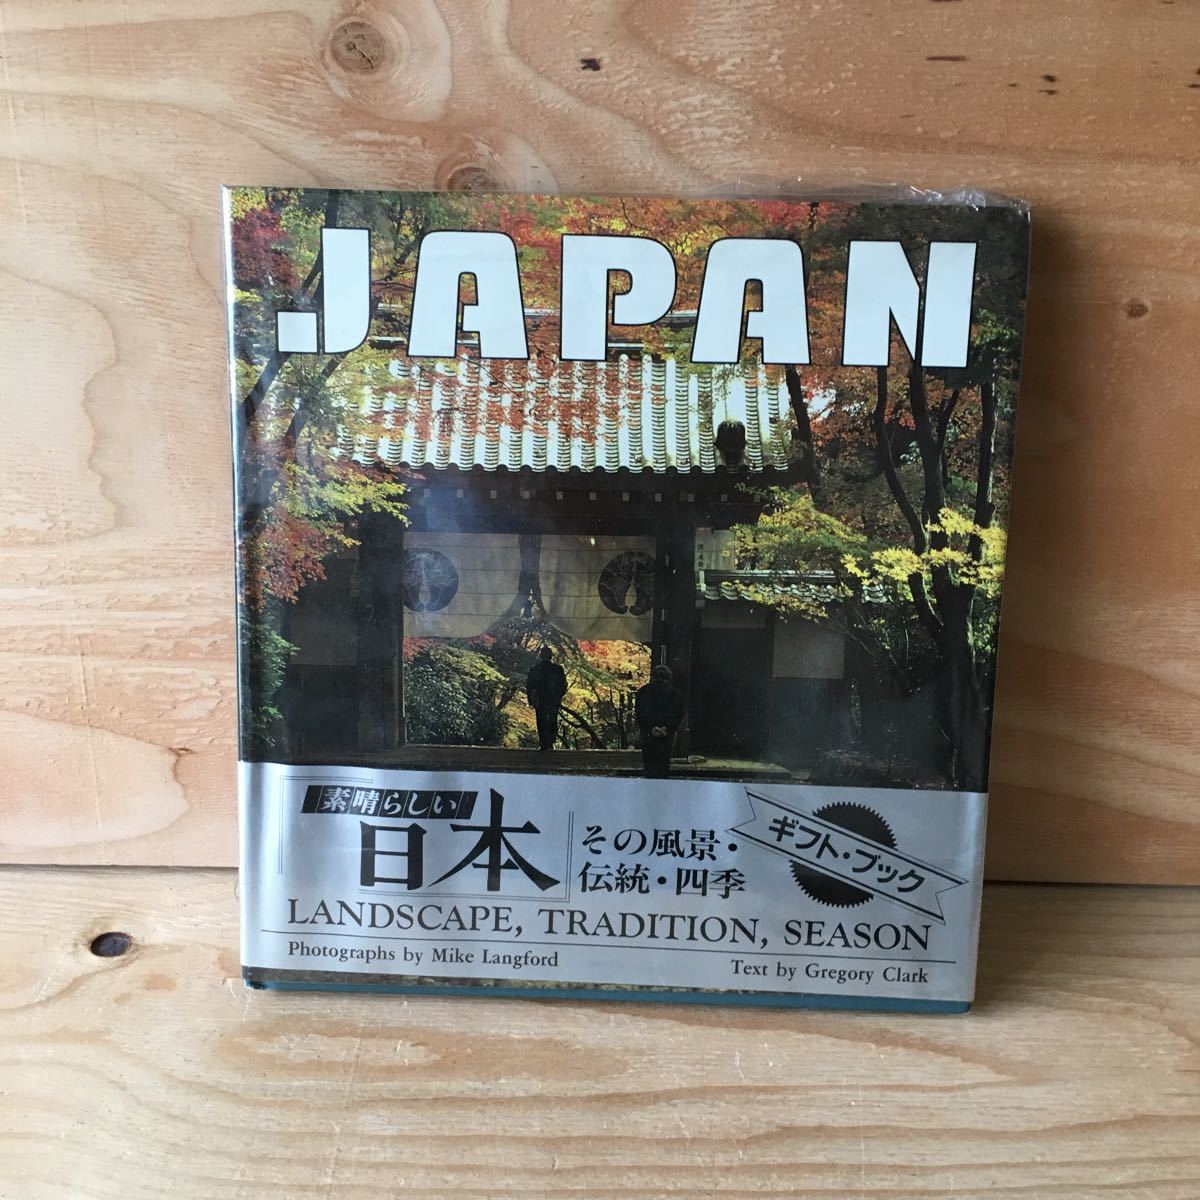 JAPAN
素晴らしい
日本
その風景・
伝統・四季
ギフト・ブック
LANDSCAPE, TRADITION, SEASON
Photographs by Mike Langford
Text by Gregory Clark